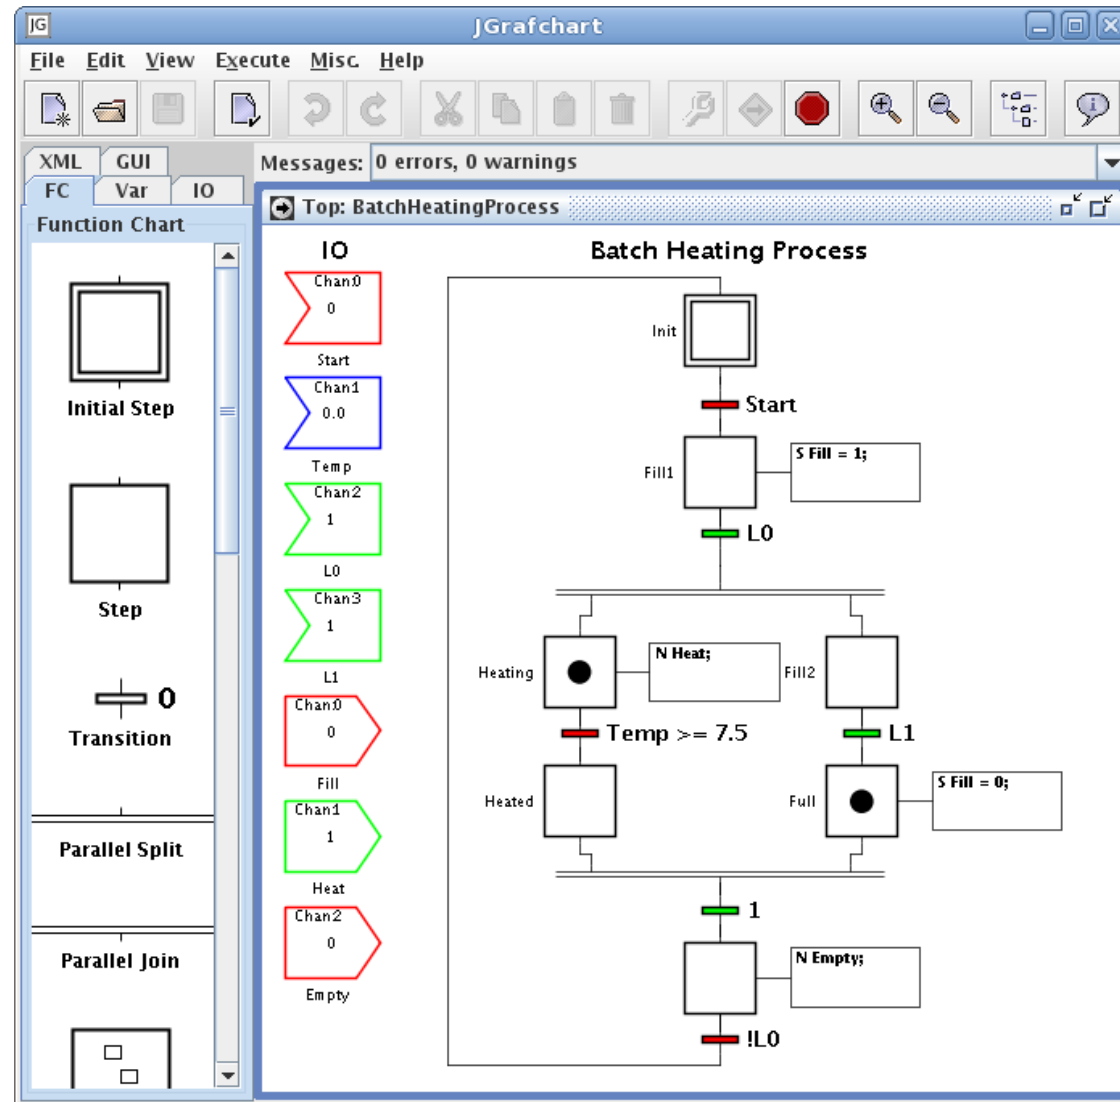 JG
JGrafchart
File Edit View Execute Misc. Help
XML GUI
FC Var IO
Messages: 0 errors, 0 warnings
Function Chart
Initial Step
Step
0
Transition
Parallel Split
Parallel Join
Top: BatchHeatingProcess
IO
Chan0
0
Start
Chan1
0.0
Temp
Chan2
1
L0
Chan3
1
L1
Chan0
0
Fill
Chan1
1
Heat
Chan2
0
Empty
Batch Heating Process
Init
Start
Fill1
S Fill = 1;
L0
Heating
N Heat;
Fill2
Temp >= 7.5
L1
Heated
Full
S Fill = 0;
1
N Empty;
!L0